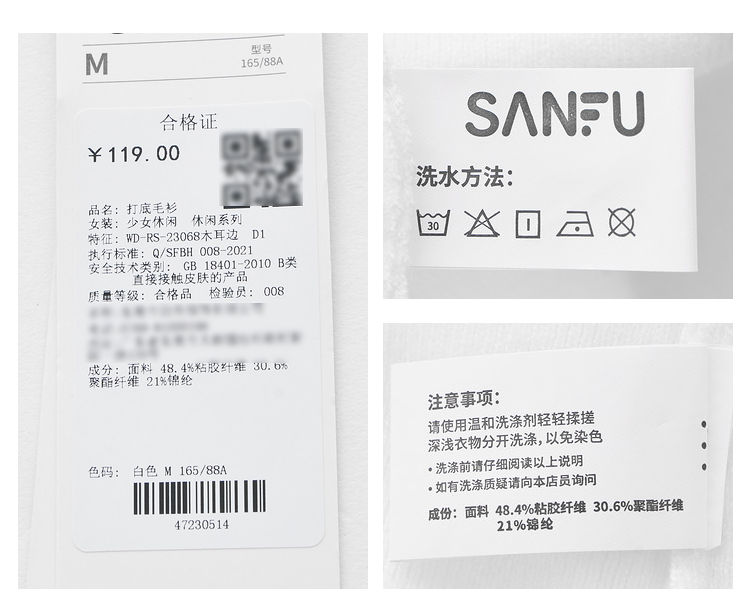 M
型号
165/88A
合格证
￥119.00
品名: 打底毛衫
女装: 少女休闲 休闲系列
特征: WD-RS-23068木耳边 D1
执行标准: Q/SFBH 008-2021
安全技术类别: GB 18401-2010 B类
直接接触皮肤的产品
质量等级: 合格品 检验员: 008
成分: 面料 48.4%粘胶纤维 30.6%
聚酯纤维 21%锦纶
色码: 白色 M 165/88A
47230514
SANFU
洗水方法:
30
注意事项:
请使用温和洗涤剂轻轻揉搓
深浅衣物分开洗涤,以免染色
•洗涤前请仔细阅读以上说明
•如有洗涤质疑请向本店员询问
成份: 面料 48.4%粘胶纤维 30.6%聚酯纤维
21%锦纶